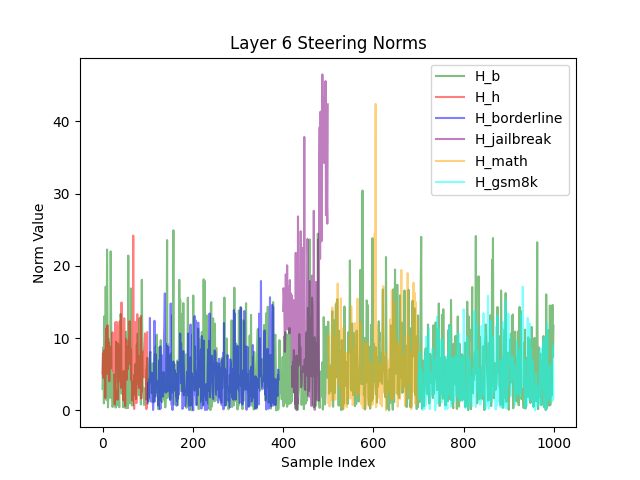 Layer 6 Steering Norms
Norm Value
40
30
20
10
0
0 200 400 600 800 1000
Sample Index
H_b
H_h
H_borderline
H_jailbreak
H_math
H_gsm8k